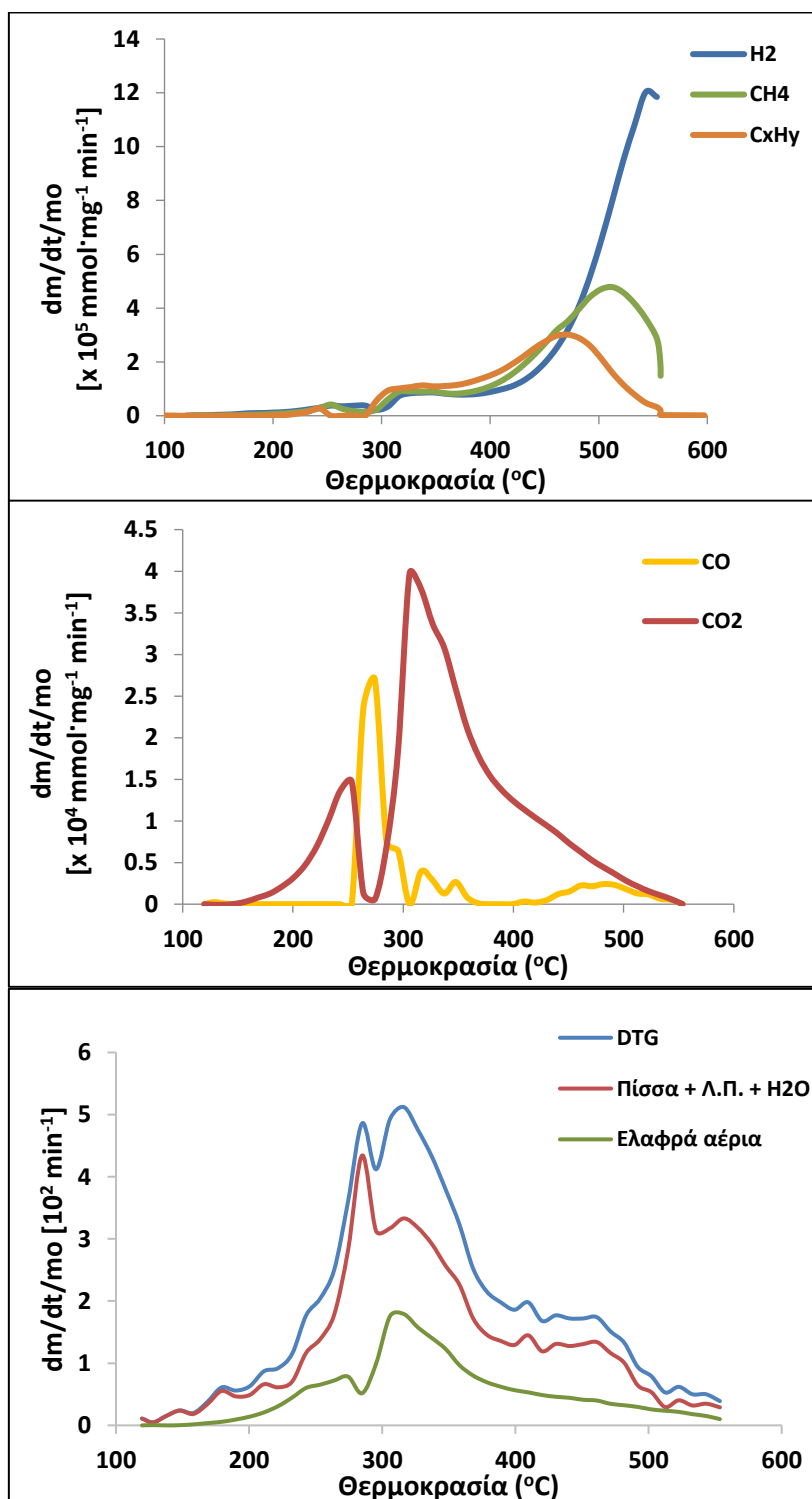 14
12
10
8
6
4
2
0
dm/dt/mo
[x 10⁵ mmol·mg⁻¹ min⁻¹]
H2
CH4
CxHy
100 200 300 400 500 600
Θερμοκρασία (°C)
4.5
4
3.5
3
2.5
2
1.5
1
0.5
0
dm/dt/mo
[x 10⁴ mmol·mg⁻¹ min⁻¹]
CO
CO2
100 200 300 400 500 600
Θερμοκρασία (°C)
6
5
4
3
2
1
0
dm/dt/mo [10² min⁻¹]
DTG
Πίσσα + Λ.Π. + H2O
Ελαφρά αέρια
100 200 300 400 500 600
Θερμοκρασία (°C)